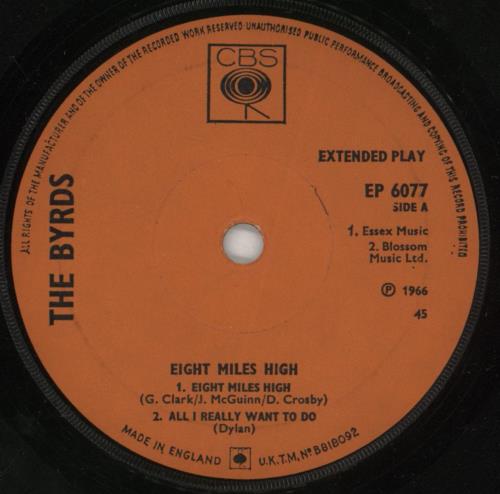 ALL RIGHTS OF THE MANUFACTURER AND OF THE OWNER OF THE RECORDED WORK RESERVED·UNAUTHORISED PUBLIC PERFORMANCE BROADCASTING AND COPYING OF THIS RECORD PROHIBITED
CBS
THE BYRDS
EXTENDED PLAY
EP 6077
SIDE A
1. Essex Music
2. Blossom
Music Ltd.
℗ 1966
45
EIGHT MILES HIGH
1. EIGHT MILES HIGH
(G. Clark/J. McGuinn/D. Crosby)
2. ALL I REALLY WANT TO DO
(Dylan)
MADE IN ENGLAND U.K.T.M. Nº B818092